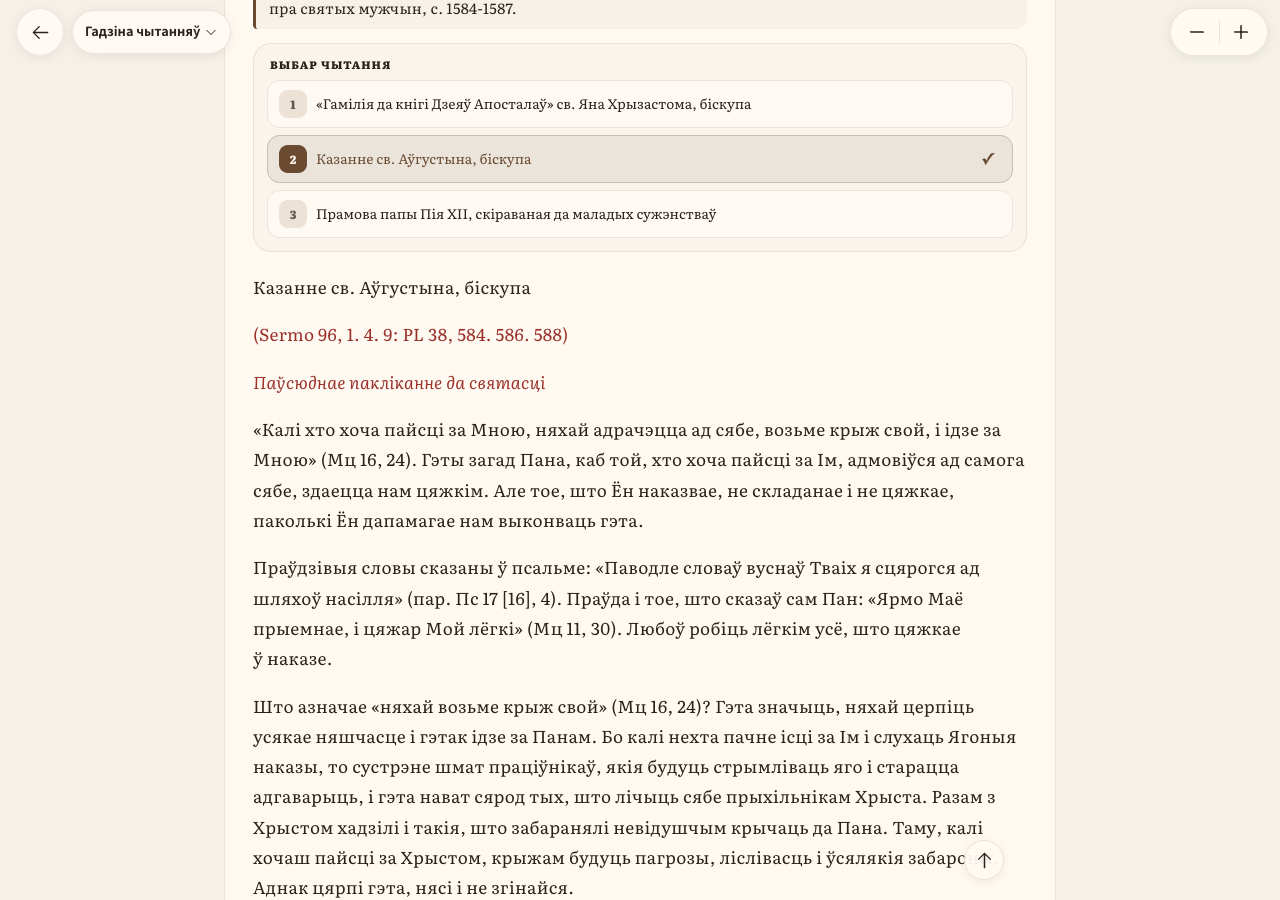 пра святых мужчын, с. 1584-1587.
Гадзіна чытанняў
ВЫБАР ЧЫТАННЯ
1 «Гамілія да кнігі Дзеяў Апосталаў» св. Яна Хрызастома, біскупа
2 Казанне св. Аўгустына, біскупа ✓
3 Прамова папы Пія XII, скіраваная да маладых сужэнстваў
Казанне св. Аўгустына, біскупа
(Sermo 96, 1. 4. 9: PL 38, 584. 586. 588)
Паўсюднае пакліканне да святасці
«Калі хто хоча пайсці за Мною, няхай адрачэцца ад сябе, возьме крыж свой, і ідзе за
Мною» (Мц 16, 24). Гэты загад Пана, каб той, хто хоча пайсці за Ім, адмовіўся ад самога
сябе, здаецца нам цяжкім. Але тое, што Ён наказвае, не складанае і не цяжкае,
паколькі Ён дапамагае нам выконваць гэта.
Праўдзівыя словы сказаны ў псальме: «Паводле словаў вуснаў Тваіх я сцярогся ад
шляхоў насілля» (пар. Пс 17 [16], 4). Праўда і тое, што сказаў сам Пан: «Ярмо Маё
прыемнае, і цяжар Мой лёгкі» (Мц 11, 30). Любоў робіць лёгкім усё, што цяжкае
ў наказе.
Што азначае «няхай возьме крыж свой» (Мц 16, 24)? Гэта значыць, няхай церпіць
усякае няшчасце і гэтак ідзе за Панам. Бо калі нехта пачне ісці за Ім і слухаць Ягоныя
наказы, то сустрэне шмат праціўнікаў, якія будуць стрымліваць яго і старацца
адгаварыць, і гэта нават сярод тых, што лічыць сябе прыхільнікам Хрыста. Разам з
Хрыстом хадзілі і такія, што забаранялі невідушчым крычаць да Пана. Таму, калі
хочаш пайсці за Хрыстом, крыжам будуць пагрозы, ліслівасць і ўсялякія
Аднак цярпі гэта, нясі і не згінайся.